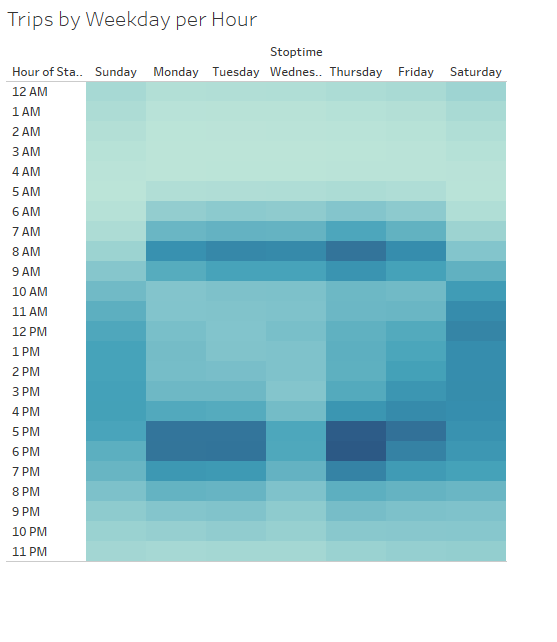 Trips by Weekday per Hour
Stoptime
Hour of Sta.. Sunday Monday Tuesday Wednes.. Thursday Friday Saturday
12 AM
1 AM
2 AM
3 AM
4 AM
5 AM
6 AM
7 AM
8 AM
9 AM
10 AM
11 AM
12 PM
1 PM
2 PM
3 PM
4 PM
5 PM
6 PM
7 PM
8 PM
9 PM
10 PM
11 PM